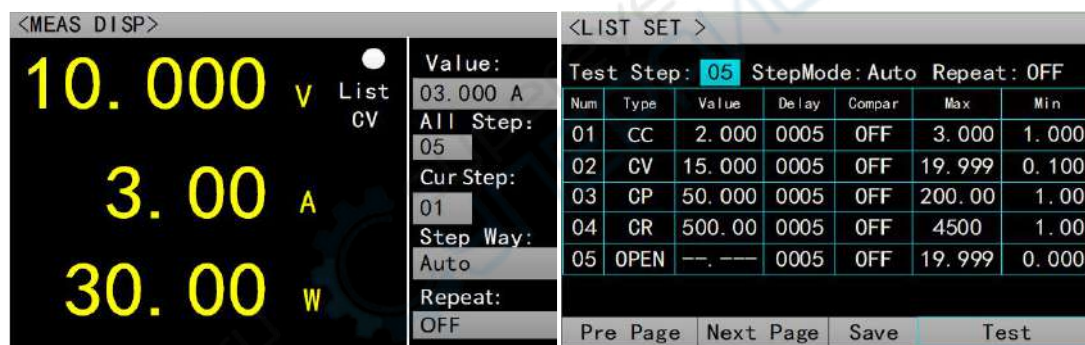 <MEAS DISP>
10.000 V
List
CV
3.00 A
30.00 W
Value:
03.000 A
All Step:
05
Cur Step:
01
Step Way:
Auto
Repeat:
OFF
<LIST SET >
Test Step: 05 StepMode: Auto Repeat: OFF
Num Type Value Delay Compar Max Min
01 CC 2.000 0005 OFF 3.000 1.000
02 CV 15.000 0005 OFF 19.999 0.100
03 CP 50.000 0005 OFF 200.00 1.00
04 CR 500.00 0005 OFF 4500 1.00
05 OPEN --.--- 0005 OFF 19.999 0.000
Pre Page Next Page Save Test